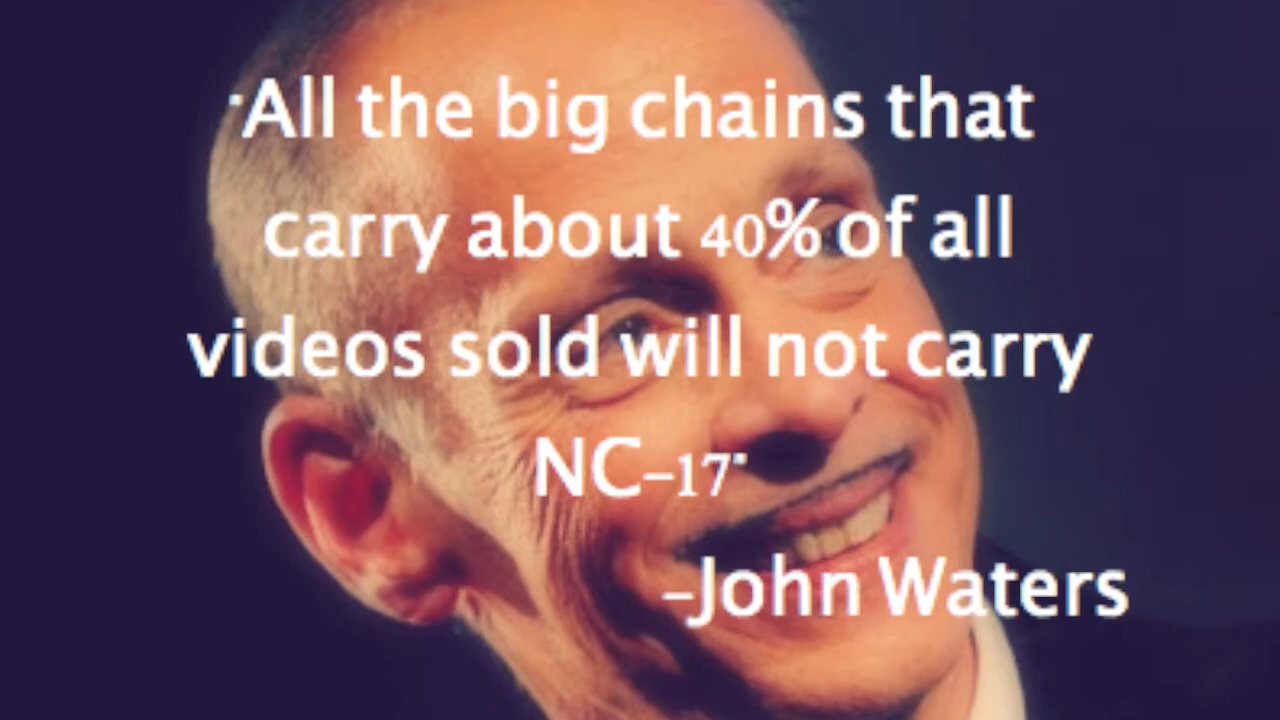 "All the big chains that
carry about 40% of all
videos sold will not carry
NC-17"
-John Waters